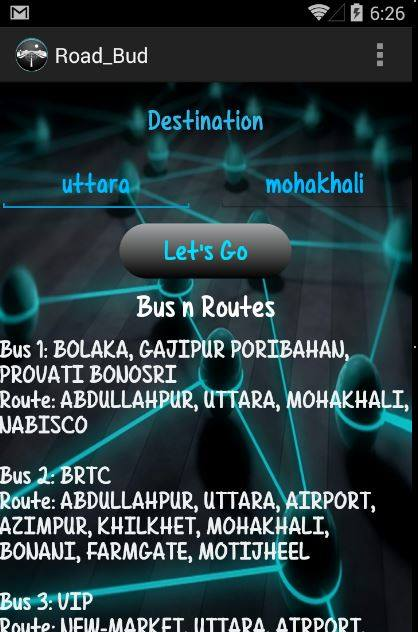 6:26
Road_Bud
Destination
uttara mohakhali
Let's Go
Bus n Routes
Bus 1: BOLAKA, GAJIPUR PORIBAHAN,
PROVATI BONOSRI
Route: ABDULLAHPUR, UTTARA, MOHAKHALI,
NABISCO
Bus 2: BRTC
Route: ABDULLAHPUR, UTTARA, AIRPORT,
AZIMPUR, KHILKHET, MOHAKHALI,
BONANI, FARMGATE, MOTIJHEEL
Bus 3: VIP
Route: NEW-MARKET, UTTARA, AIRPORT,